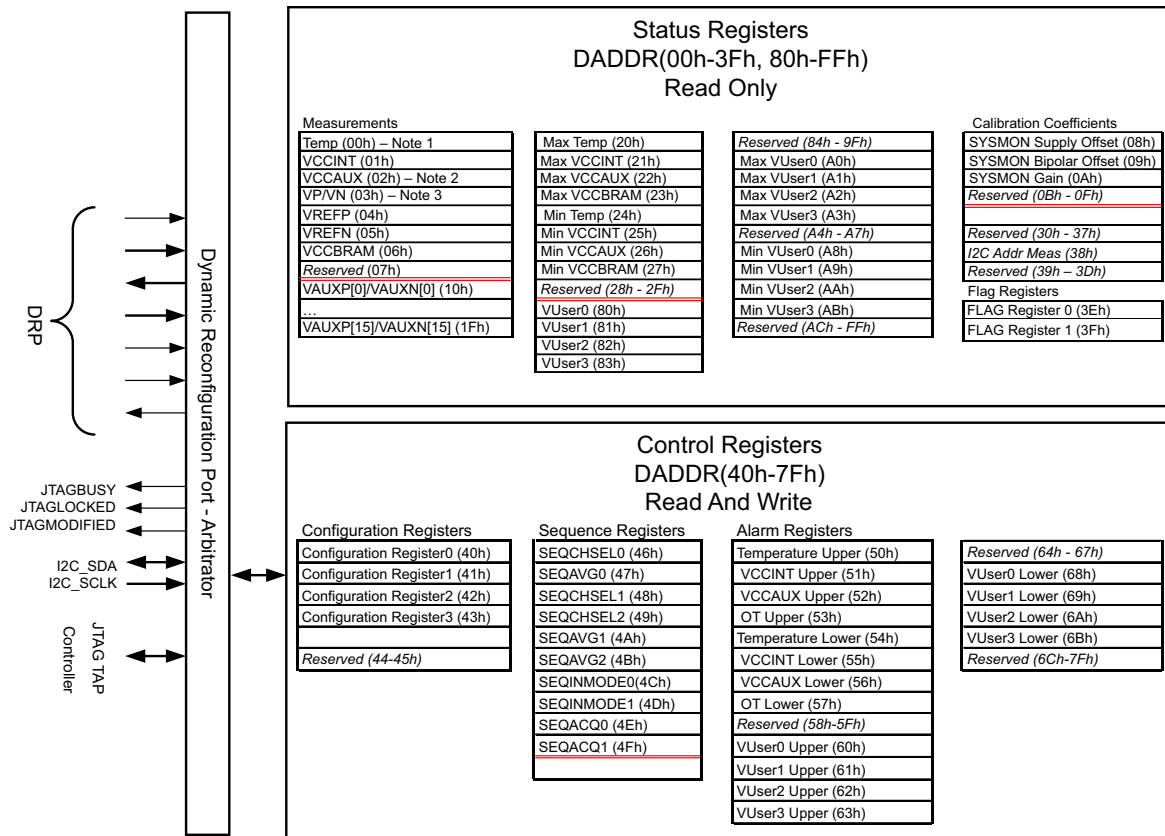 Status Registers
DADDR(00h-3Fh, 80h-FFh)
Read Only
Measurements
Temp (00h) – Note 1
VCCINT (01h)
VCCAUX (02h) – Note 2
VP/VN (03h) – Note 3
VREFP (04h)
VREFN (05h)
VCCBRAM (06h)
Reserved (07h)
VAUXP[0]/VAUXN[0] (10h)
...
VAUXP[15]/VAUXN[15] (1Fh)
Max Temp (20h)
Max VCCINT (21h)
Max VCCAUX (22h)
Max VCCBRAM (23h)
Min Temp (24h)
Min VCCINT (25h)
Min VCCAUX (26h)
Min VCCBRAM (27h)
Reserved (28h - 2Fh)
VUser0 (80h)
VUser1 (81h)
VUser2 (82h)
VUser3 (83h)
Reserved (84h - 9Fh)
Max VUser0 (A0h)
Max VUser1 (A1h)
Max VUser2 (A2h)
Max VUser3 (A3h)
Reserved (A4h - A7h)
Min VUser0 (A8h)
Min VUser1 (A9h)
Min VUser2 (AAh)
Min VUser3 (ABh)
Reserved (ACh - FFh)
Calibration Coefficients
SYSMON Supply Offset (08h)
SYSMON Bipolar Offset (09h)
SYSMON Gain (0Ah)
Reserved (0Bh - 0Fh)
Reserved (30h - 37h)
I2C Addr Meas (38h)
Reserved (39h – 3Dh)
Flag Registers
FLAG Register 0 (3Eh)
FLAG Register 1 (3Fh)
DRP
Dynamic Reconfiguration Port - Arbitrator
JTAGBUSY
JTAGLOCKED
JTAGMODIFIED
I2C_SDA
I2C_SCLK
JTAG TAP
Controller
Control Registers
DADDR(40h-7Fh)
Read And Write
Configuration Registers
Configuration Register0 (40h)
Configuration Register1 (41h)
Configuration Register2 (42h)
Configuration Register3 (43h)
Reserved (44-45h)
Sequence Registers
SEQCHSEL0 (46h)
SEQAVG0 (47h)
SEQCHSEL1 (48h)
SEQCHSEL2 (49h)
SEQAVG1 (4Ah)
SEQAVG2 (4Bh)
SEQINMODE0(4Ch)
SEQINMODE1 (4Dh)
SEQACQ0 (4Eh)
SEQACQ1 (4Fh)
Alarm Registers
Temperature Upper (50h)
VCCINT Upper (51h)
VCCAUX Upper (52h)
OT Upper (53h)
Temperature Lower (54h)
VCCINT Lower (55h)
VCCAUX Lower (56h)
OT Lower (57h)
Reserved (58h-5Fh)
VUser0 Upper (60h)
VUser1 Upper (61h)
VUser2 Upper (62h)
VUser3 Upper (63h)
Reserved (64h - 67h)
VUser0 Lower (68h)
VUser1 Lower (69h)
VUser2 Lower (6Ah)
VUser3 Lower (6Bh)
Reserved (6Ch-7Fh)